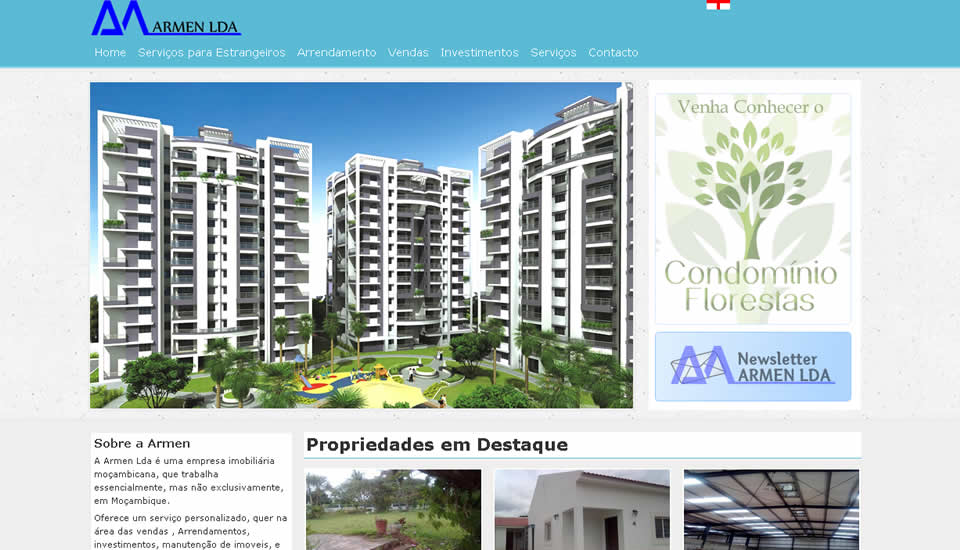 ARMEN LDA
Home Serviços para Estrangeiros Arrendamento Vendas Investimentos Serviços Contacto
Venha Conhecer o
Condomínio
Florestas
Newsletter
ARMEN LDA
Sobre a Armen
A Armen Lda é uma empresa imobiliária
moçambicana, que trabalha
essencialmente, mas não exclusivamente,
em Moçambique.
Oferece um serviço personalizado, quer na
área das vendas , Arrendamentos,
investimentos, manutenção de imoveis, e
Propriedades em Destaque